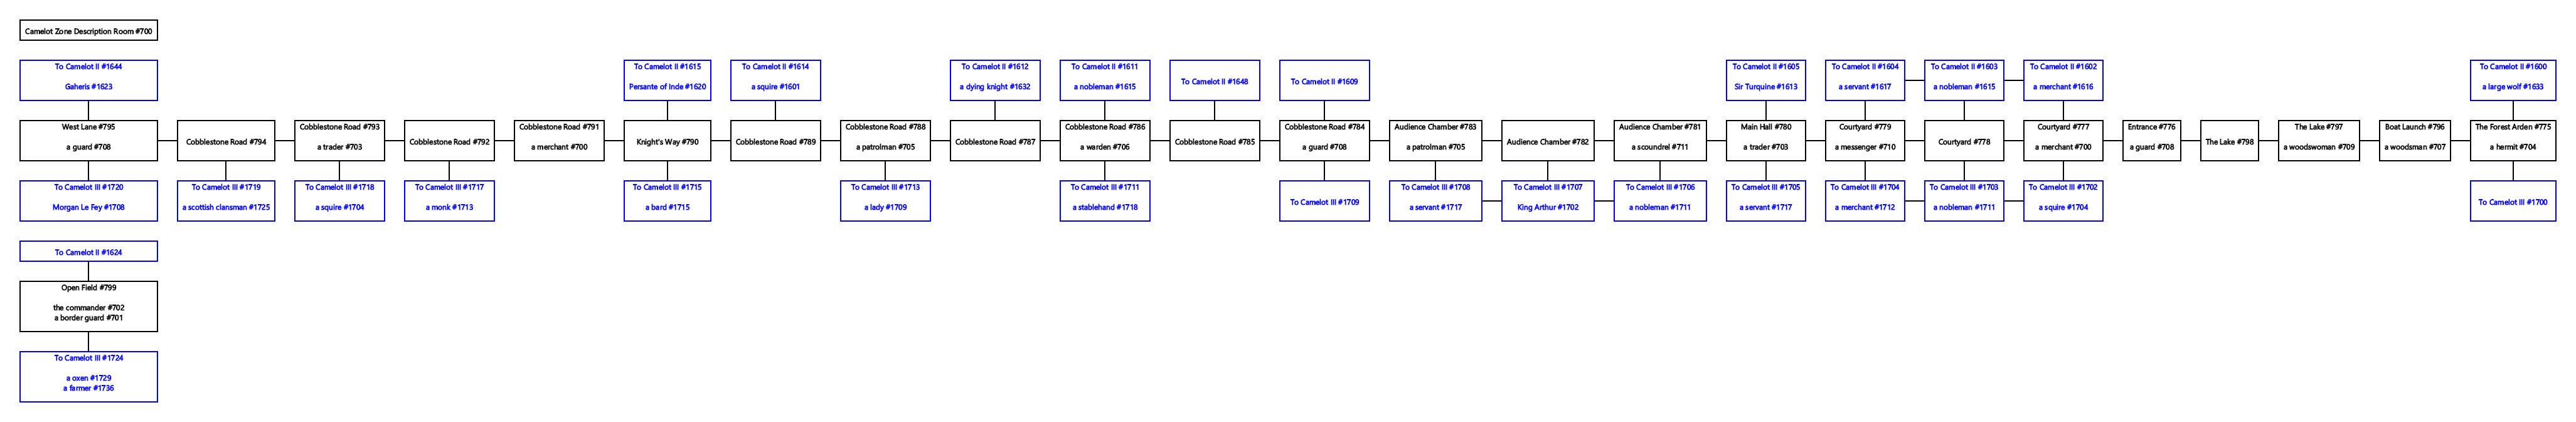 Camelot Zone Description Room #700
To Camelot II #1644
Gaheris #1623
To Camelot II #1615
Persante of Inde #1620
To Camelot II #1614
a squire #1601
To Camelot II #1612
a dying knight #1632
To Camelot II #1611
a nobleman #1615
To Camelot II #1648
To Camelot II #1609
To Camelot II #1605
Sir Turquine #1613
To Camelot II #1604
a servant #1617
To Camelot II #1603
a nobleman #1615
To Camelot II #1602
a merchant #1616
To Camelot II #1600
a large wolf #1633
West Lane #795
a guard #708
Cobblestone Road #794
Cobblestone Road #793
a trader #703
Cobblestone Road #792
Cobblestone Road #791
a merchant #700
Knight's Way #790
Cobblestone Road #789
Cobblestone Road #788
a patrolman #705
Cobblestone Road #787
Cobblestone Road #786
a warden #706
Cobblestone Road #785
Cobblestone Road #784
a guard #708
Audience Chamber #783
a patrolman #705
Audience Chamber #782
Audience Chamber #781
a scoundrel #711
Main Hall #780
a trader #703
Courtyard #779
a messenger #710
Courtyard #778
Courtyard #777
a merchant #700
Entrance #776
a guard #708
The Lake #798
The Lake #797
a woodswoman #709
Boat Launch #796
a woodsman #707
The Forest Arden #775
a hermit #704
To Camelot III #1720
Morgan Le Fey #1708
To Camelot III #1719
a scottish clansman #1725
To Camelot III #1718
a squire #1704
To Camelot III #1717
a monk #1713
To Camelot III #1715
a bard #1715
To Camelot III #1713
a lady #1709
To Camelot III #1711
a stablehand #1718
To Camelot III #1709
To Camelot III #1708
a servant #1717
To Camelot III #1707
King Arthur #1702
To Camelot III #1706
a nobleman #1711
To Camelot III #1705
a servant #1717
To Camelot III #1704
a merchant #1712
To Camelot III #1703
a nobleman #1711
To Camelot III #1702
a squire #1704
To Camelot III #1700
To Camelot II #1624
Open Field #799
the commander #702
a border guard #701
To Camelot III #1724
a oxen #1729
a farmer #1736